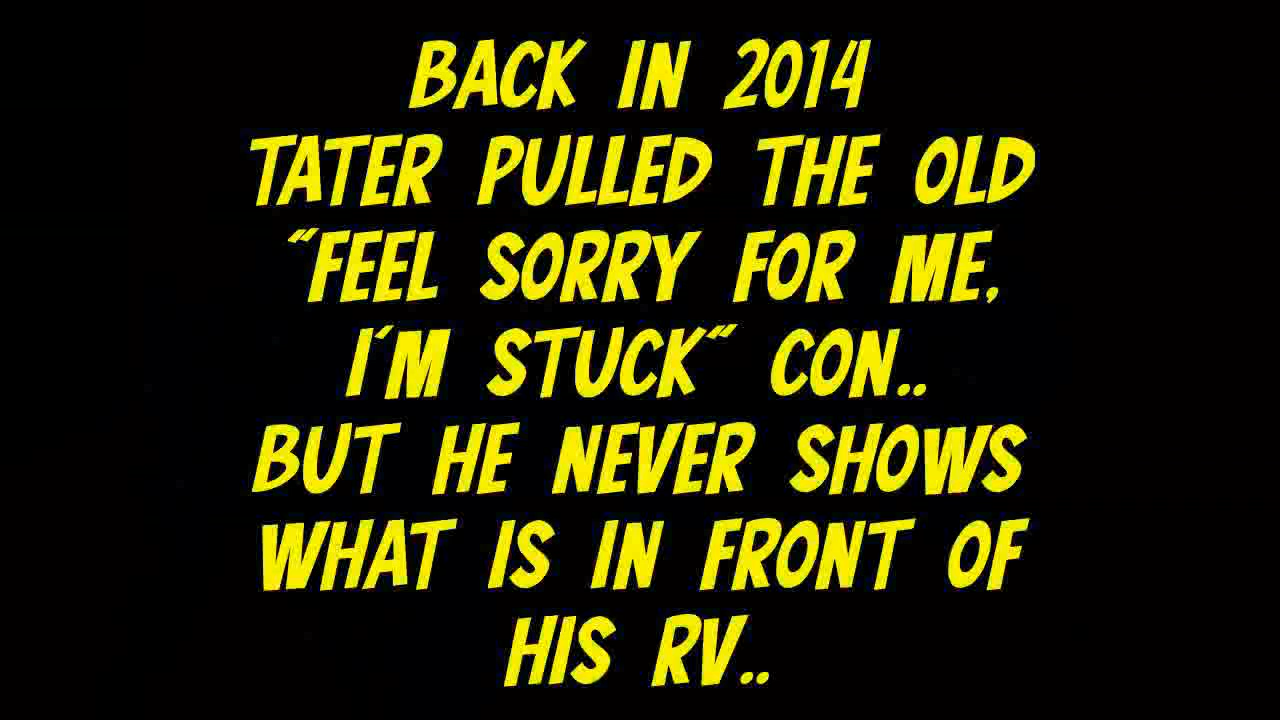 BACK IN 2014
TATER PULLED THE OLD
"FEEL SORRY FOR ME,
I'M STUCK" CON..
BUT HE NEVER SHOWS
WHAT IS IN FRONT OF
HIS RV..